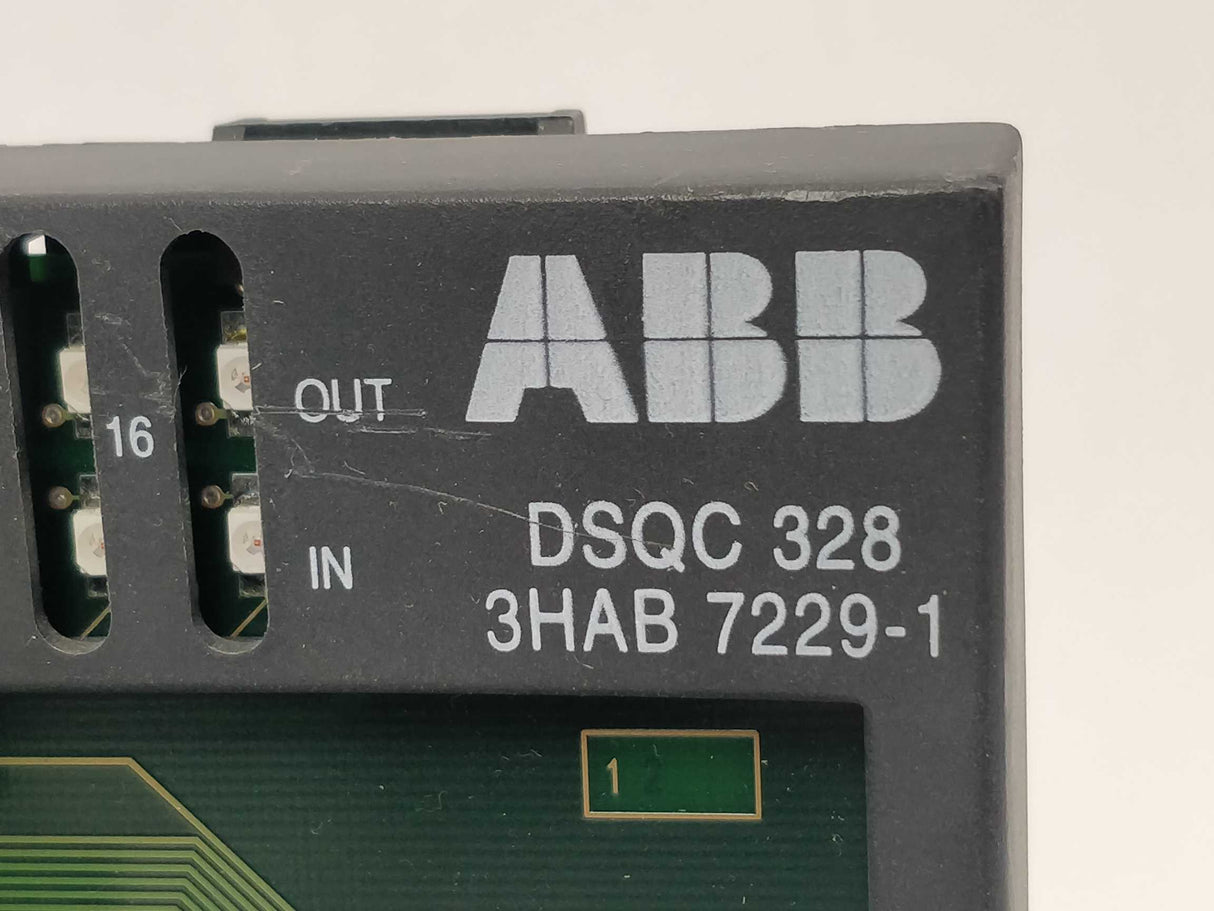 ABB
OUT
16
IN
DSQC 328
3HAB 7229-1
1